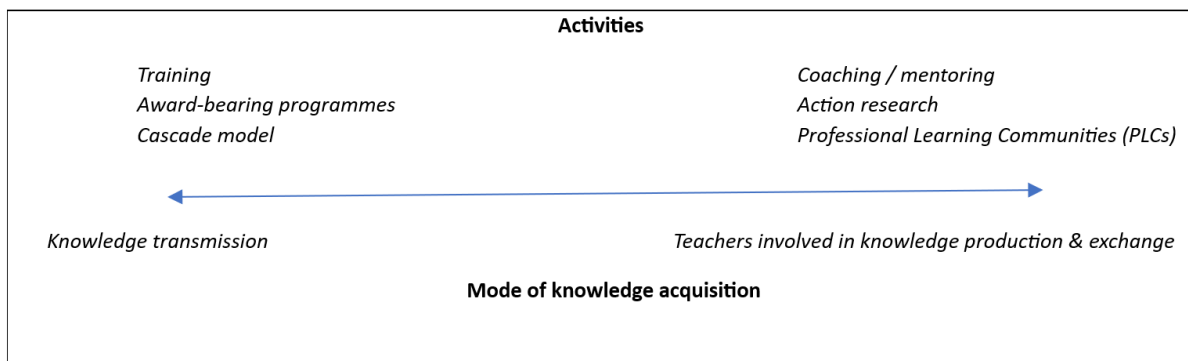 Activities
Training
Coaching / mentoring
Award-bearing programmes
Action research
Cascade model
Professional Learning Communities (PLCs)
Knowledge transmission
Teachers involved in knowledge production & exchange
Mode of knowledge acquisition